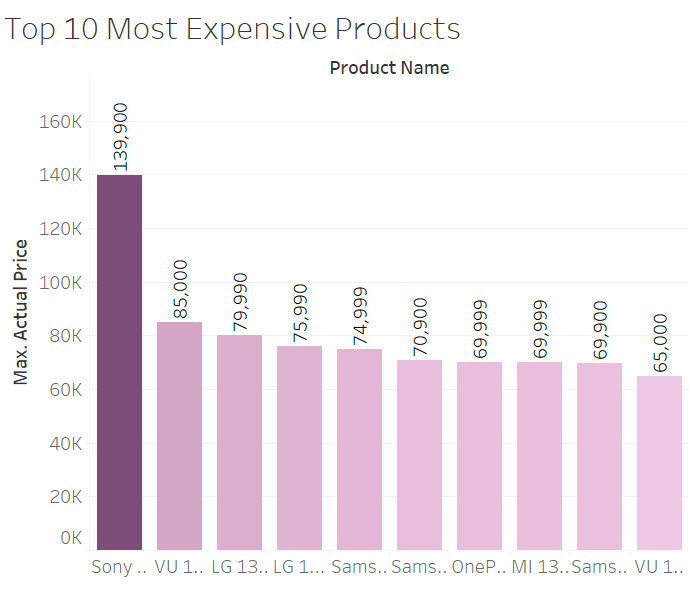 Top 10 Most Expensive Products
Product Name
Max. Actual Price
160K
140K
120K
100K
80K
60K
40K
20K
0K
139,900
85,000
79,990
75,990
74,999
70,900
69,999
69,999
69,900
65,000
Sony .. VU 1.. LG 13.. LG 1... Sams.. Sams.. OneP.. MI 13.. Sams.. VU 1..